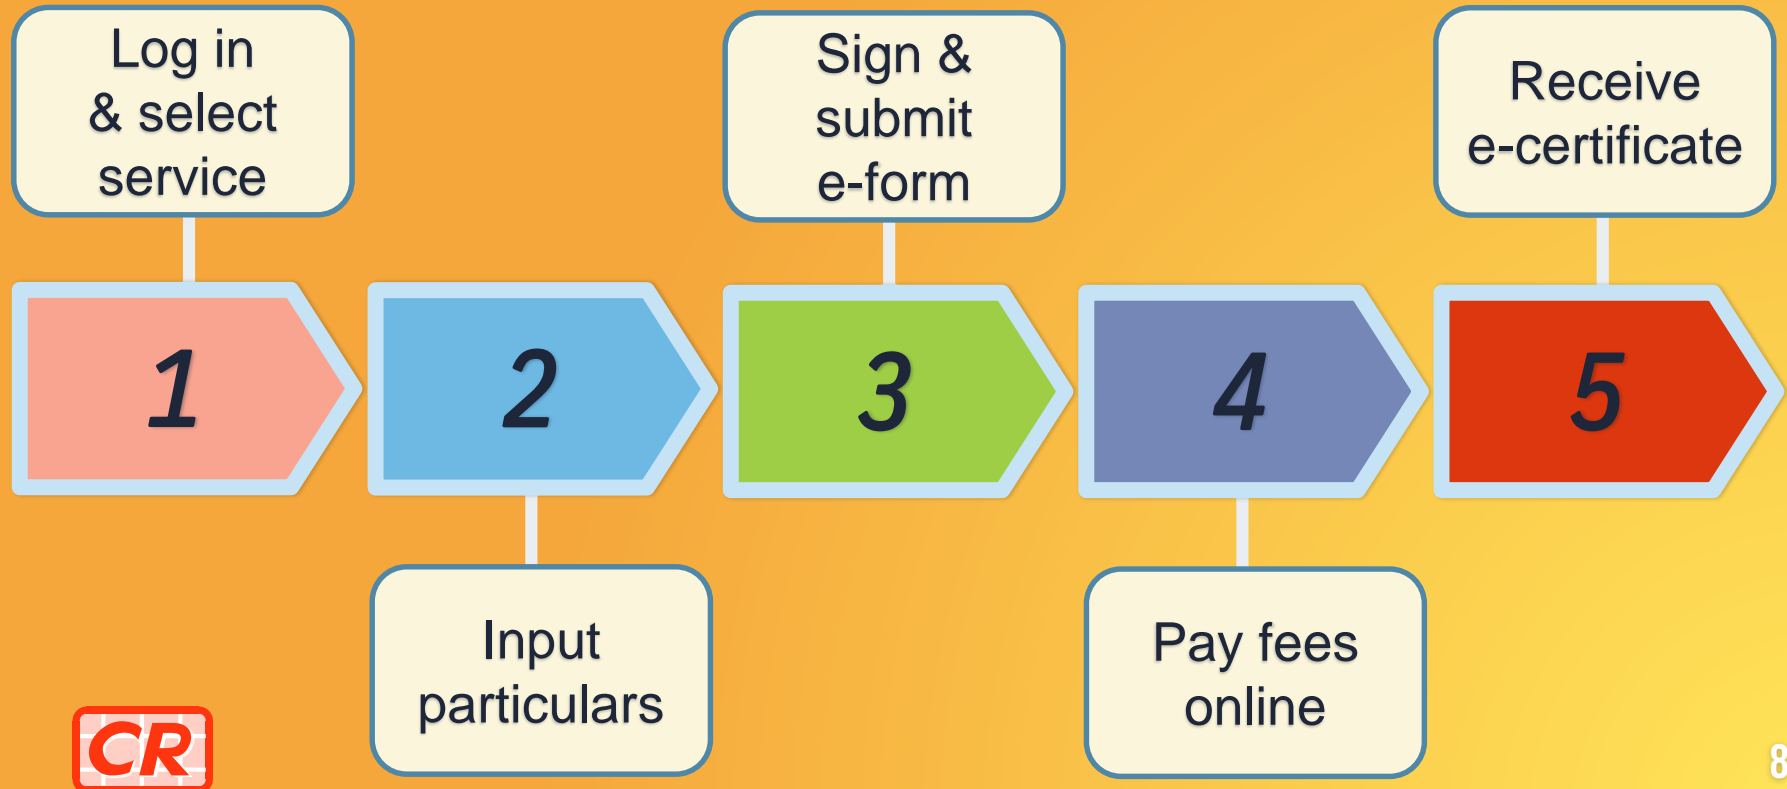 Log in
& select
service
Sign &
submit
e-form
Receive
e-certificate
1
2
3
4
5
Input
particulars
Pay fees
online
CR
8